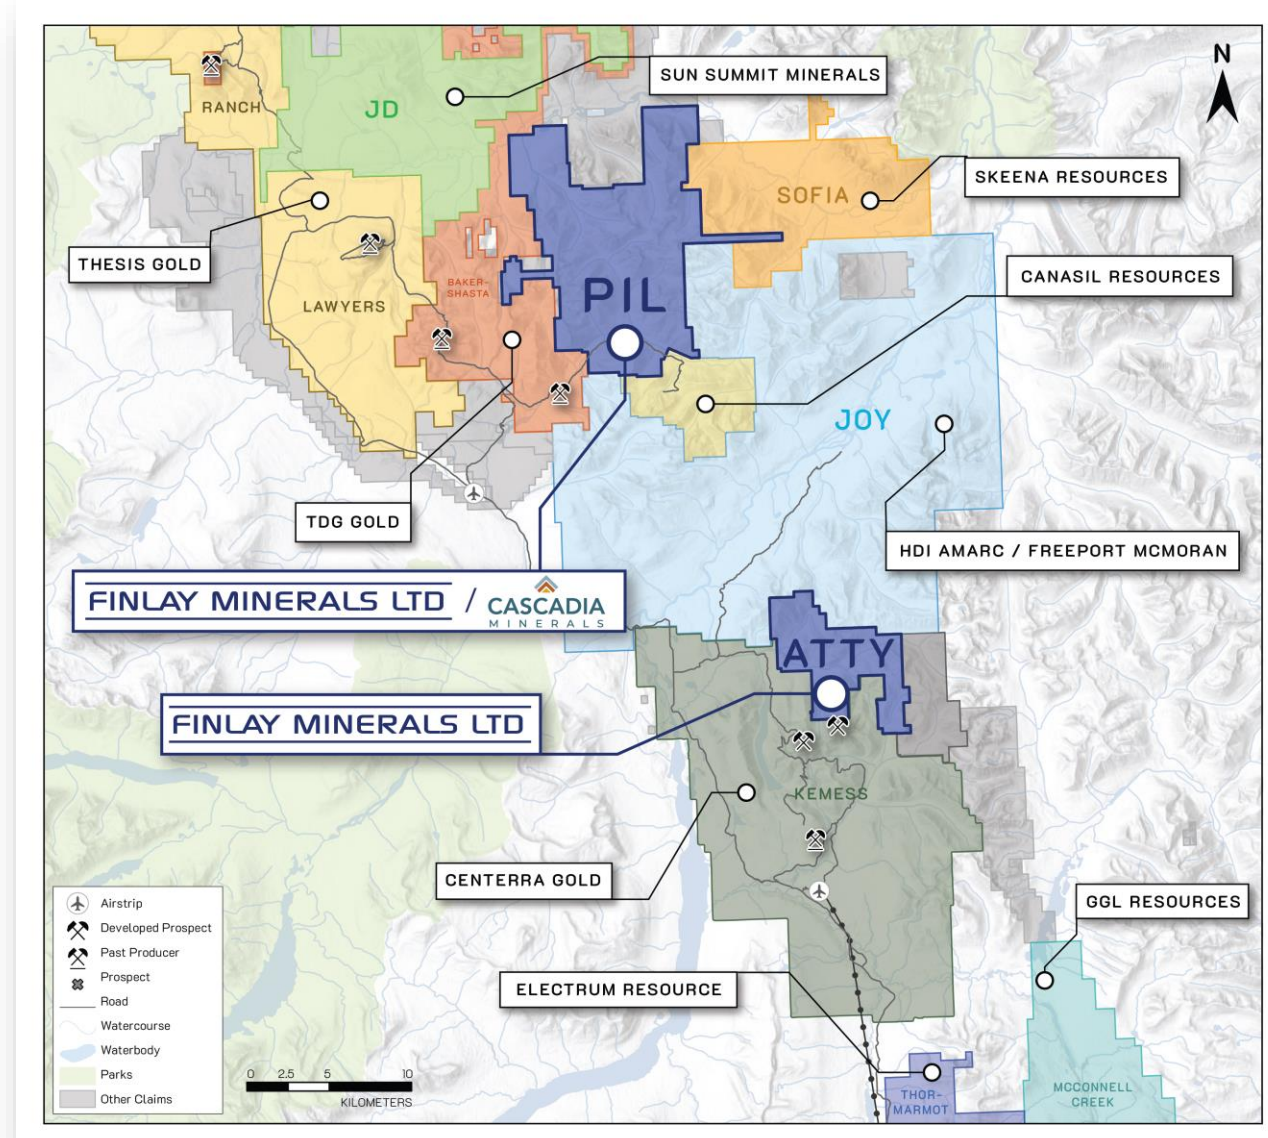 N
SUN SUMMIT MINERALS
RANCH
JD
SKEENA RESOURCES
SOFIA
THESIS GOLD
CANASIL RESOURCES
BAKER-
SHASTA
LAWYERS
PIL
JOY
TDG GOLD
HDI AMARC / FREEPORT MCMORAN
FINLAY MINERALS LTD / CASCADIA
MINERALS
ATTY
FINLAY MINERALS LTD
KEMESS
CENTERRA GOLD
GGL RESOURCES
ELECTRUM RESOURCE
Airstrip
Developed Prospect
Past Producer
Prospect
Road
Watercourse
Waterbody
Parks
Other Claims
0 2.5 5 10
KILOMETERS
THOR-
MARMOT
MCCONNELL
CREEK